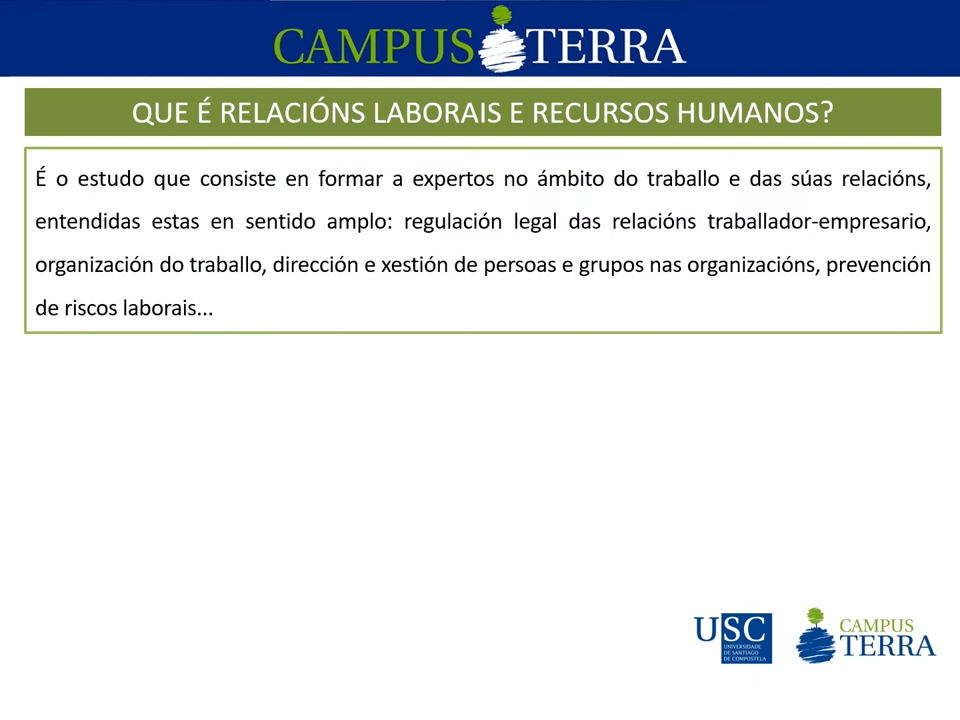 CAMPUS TERRA
QUE É RELACIÓNS LABORAIS E RECURSOS HUMANOS?
É o estudo que consiste en formar a expertos no ámbito do traballo e das súas relacións,
entendidas estas en sentido amplo: regulación legal das relacións traballador-empresario,
organización do traballo, dirección e xestión de persoas e grupos nas organizacións, prevención
de riscos laborais...
USC
UNIVERSIDADE
DE SANTIAGO
DE COMPOSTELA
CAMPUS
TERRA